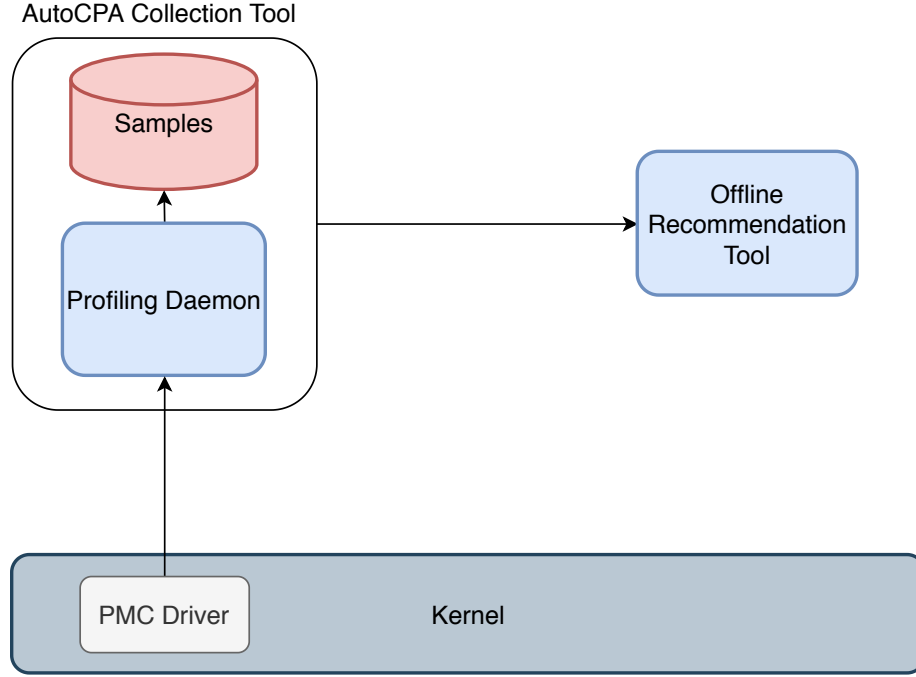 AutoCPA Collection Tool
Samples
Profiling Daemon
Offline
Recommendation
Tool
PMC Driver
Kernel